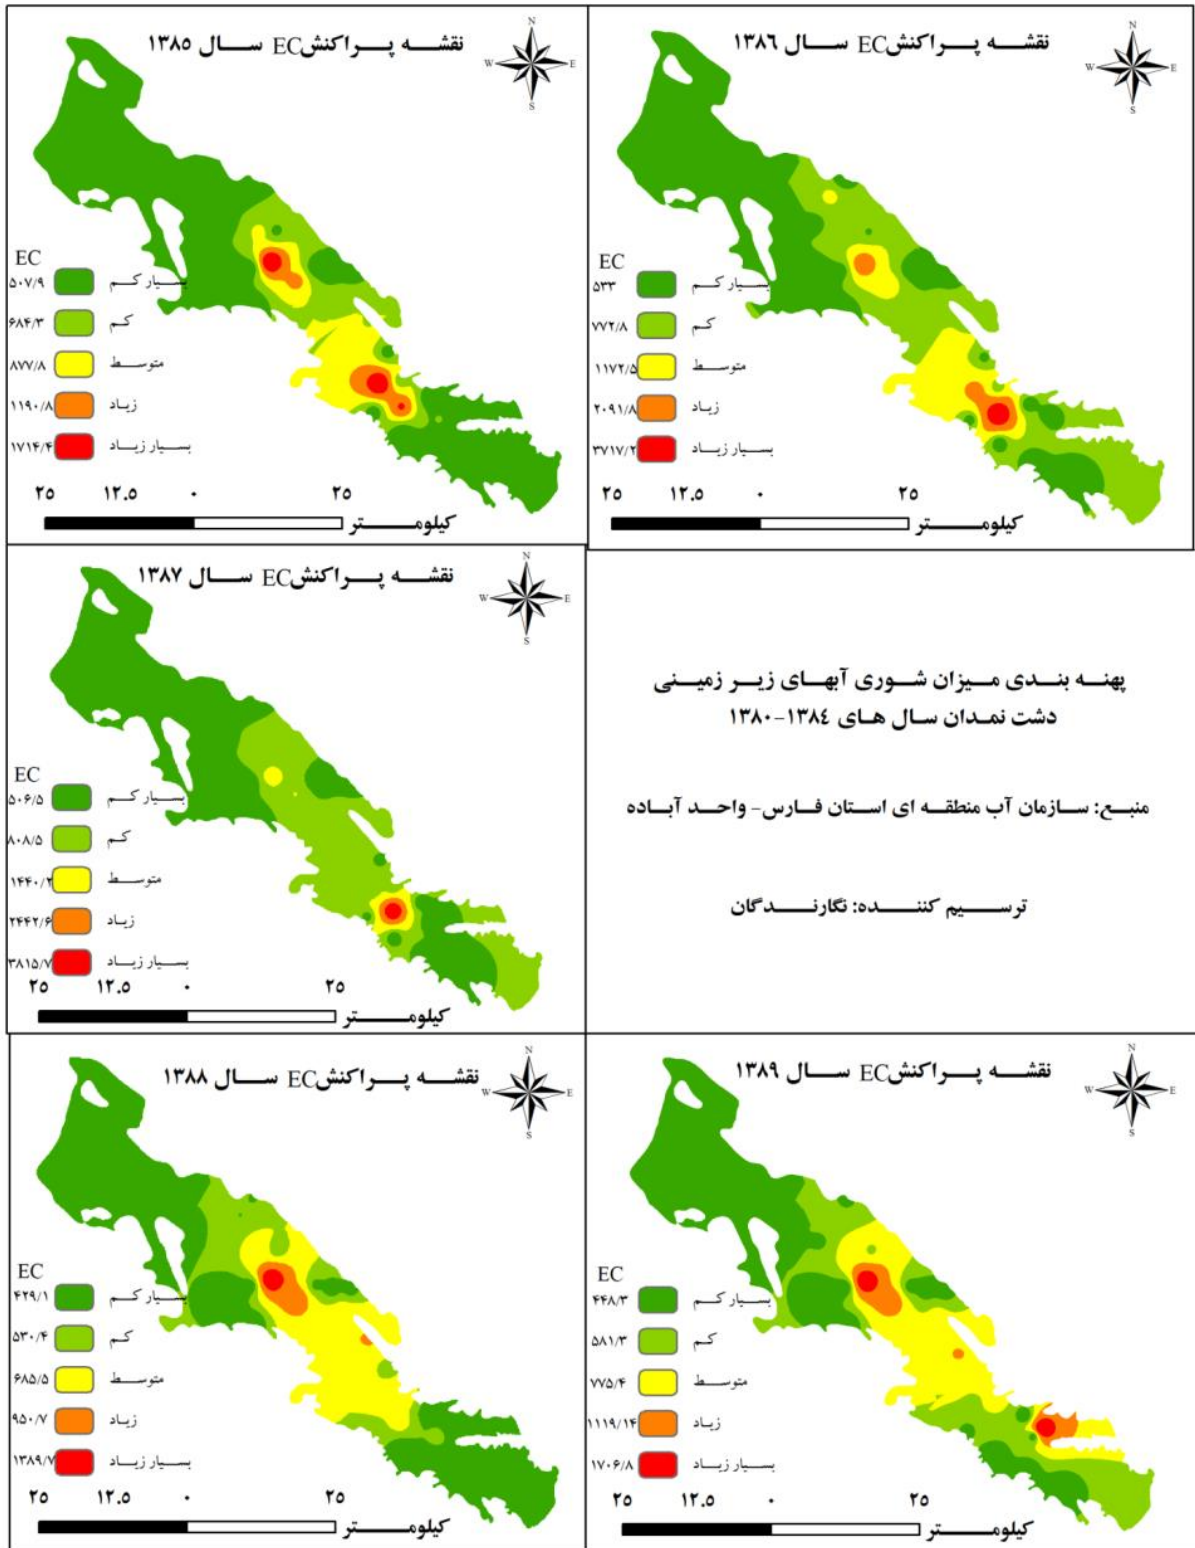 نقشه پراکنش EC سال ۱۳۸۵
N
W E
S
EC
۵۰۷/۹ بسیار کم
۶۸۴/۳ کم
۸۷۷/۸ متوسط
۱۱۹۰/۸ زیاد
۱۷۱۴/۴ بسیار زیاد
۲۵ ۱۲.۵ ۰ ۲۵
کیلومتر
نقشه پراکنش EC سال ۱۳۸۶
N
W E
S
EC
۵۳۳ بسیار کم
۷۷۲/۸ کم
۱۱۷۲/۵ متوسط
۲۰۹۱/۸ زیاد
۳۷۱۷/۲ بسیار زیاد
۲۵ ۱۲.۵ ۰ ۲۵
کیلومتر
نقشه پراکنش EC سال ۱۳۸۷
N
W E
S
EC
۵۰۶/۵ بسیار کم
۸۰۸/۵ کم
۱۴۴۰/۲ متوسط
۲۴۴۲/۶ زیاد
۳۸۱۵/۷ بسیار زیاد
۲۵ ۱۲.۵ ۰ ۲۵
کیلومتر
پهنه بندی میزان شوری آبهای زیر زمینی
دشت نمدان سال های ۱۳۸۴-۱۳۸۰
منبع: سازمان آب منطقه ای استان فارس- واحد آباده
ترسیم کننده: نگارندگان
نقشه پراکنش EC سال ۱۳۸۸
N
W E
S
EC
۴۲۹/۱ بسیار کم
۵۳۰/۴ کم
۶۸۵/۵ متوسط
۹۵۰/۷ زیاد
۱۳۸۹/۷ بسیار زیاد
۲۵ ۱۲.۵ ۰ ۲۵
کیلومتر
نقشه پراکنش EC سال ۱۳۸۹
N
W E
S
EC
۴۴۸/۳ بسیار کم
۵۸۱/۳ کم
۷۷۵/۴ متوسط
۱۱۱۹/۱۴ زیاد
۱۷۰۶/۸ بسیار زیاد
۲۵ ۱۲.۵ ۰ ۲۵
کیلومتر